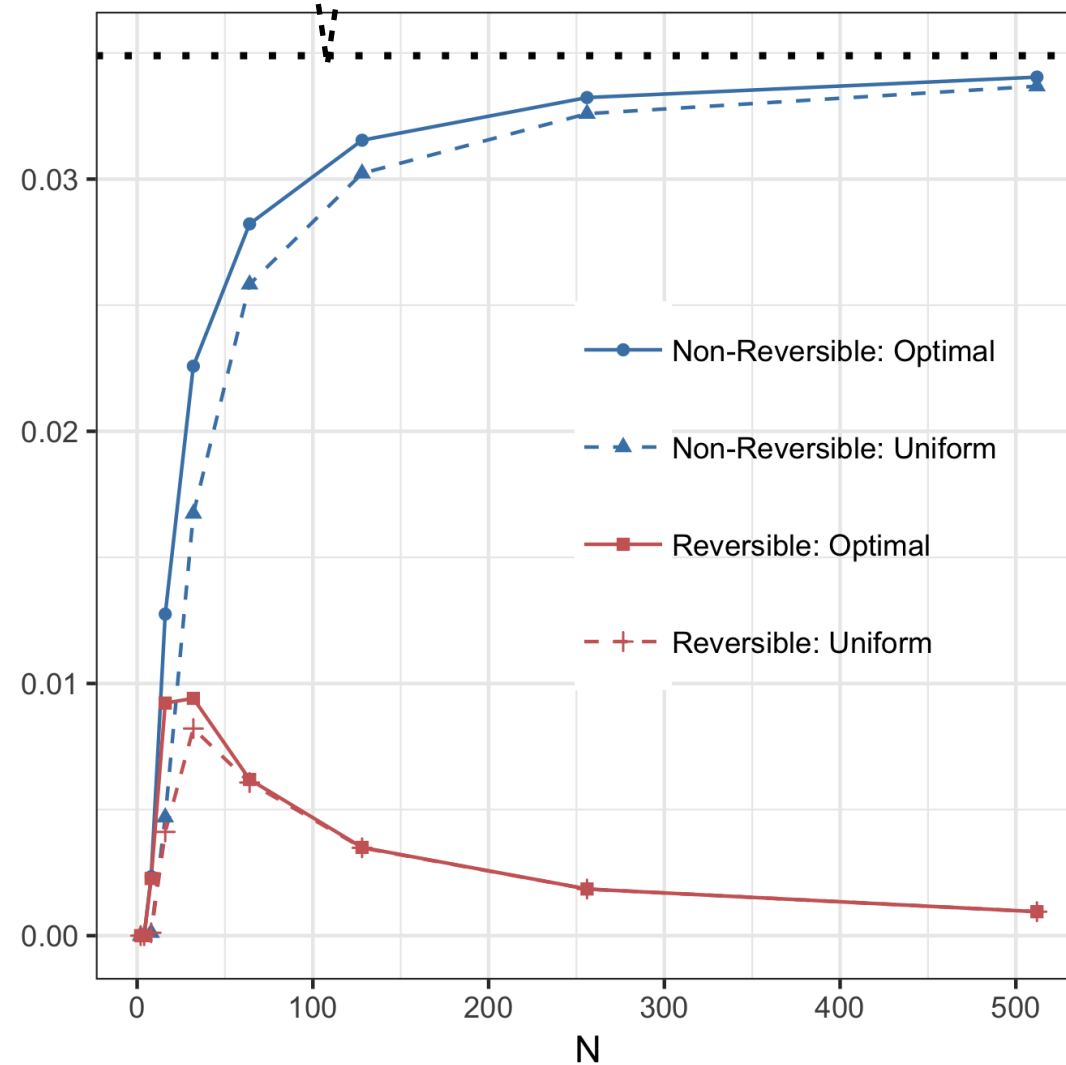 0.03
0.02
0.01
0.00
Non-Reversible: Optimal
Non-Reversible: Uniform
Reversible: Optimal
Reversible: Uniform
0 100 200 300 400 500
N